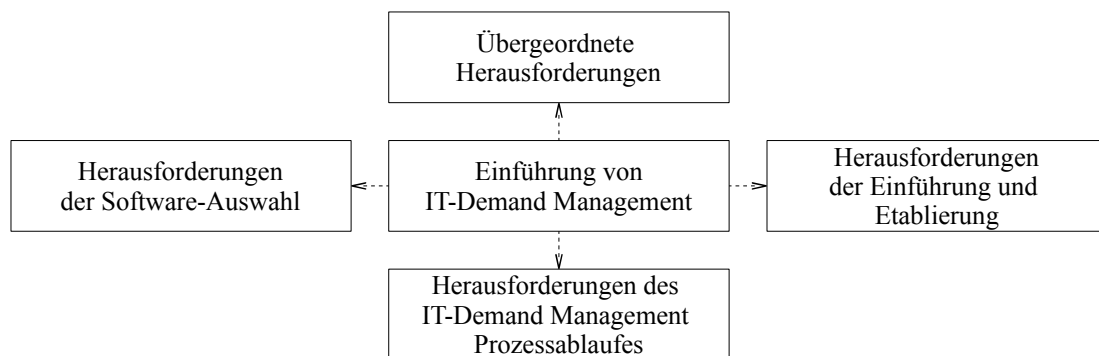 Übergeordnete
Herausforderungen
Herausforderungen
der Software-Auswahl
Einführung von
IT-Demand Management
Herausforderungen
der Einführung und
Etablierung
Herausforderungen des
IT-Demand Management
Prozessablaufes